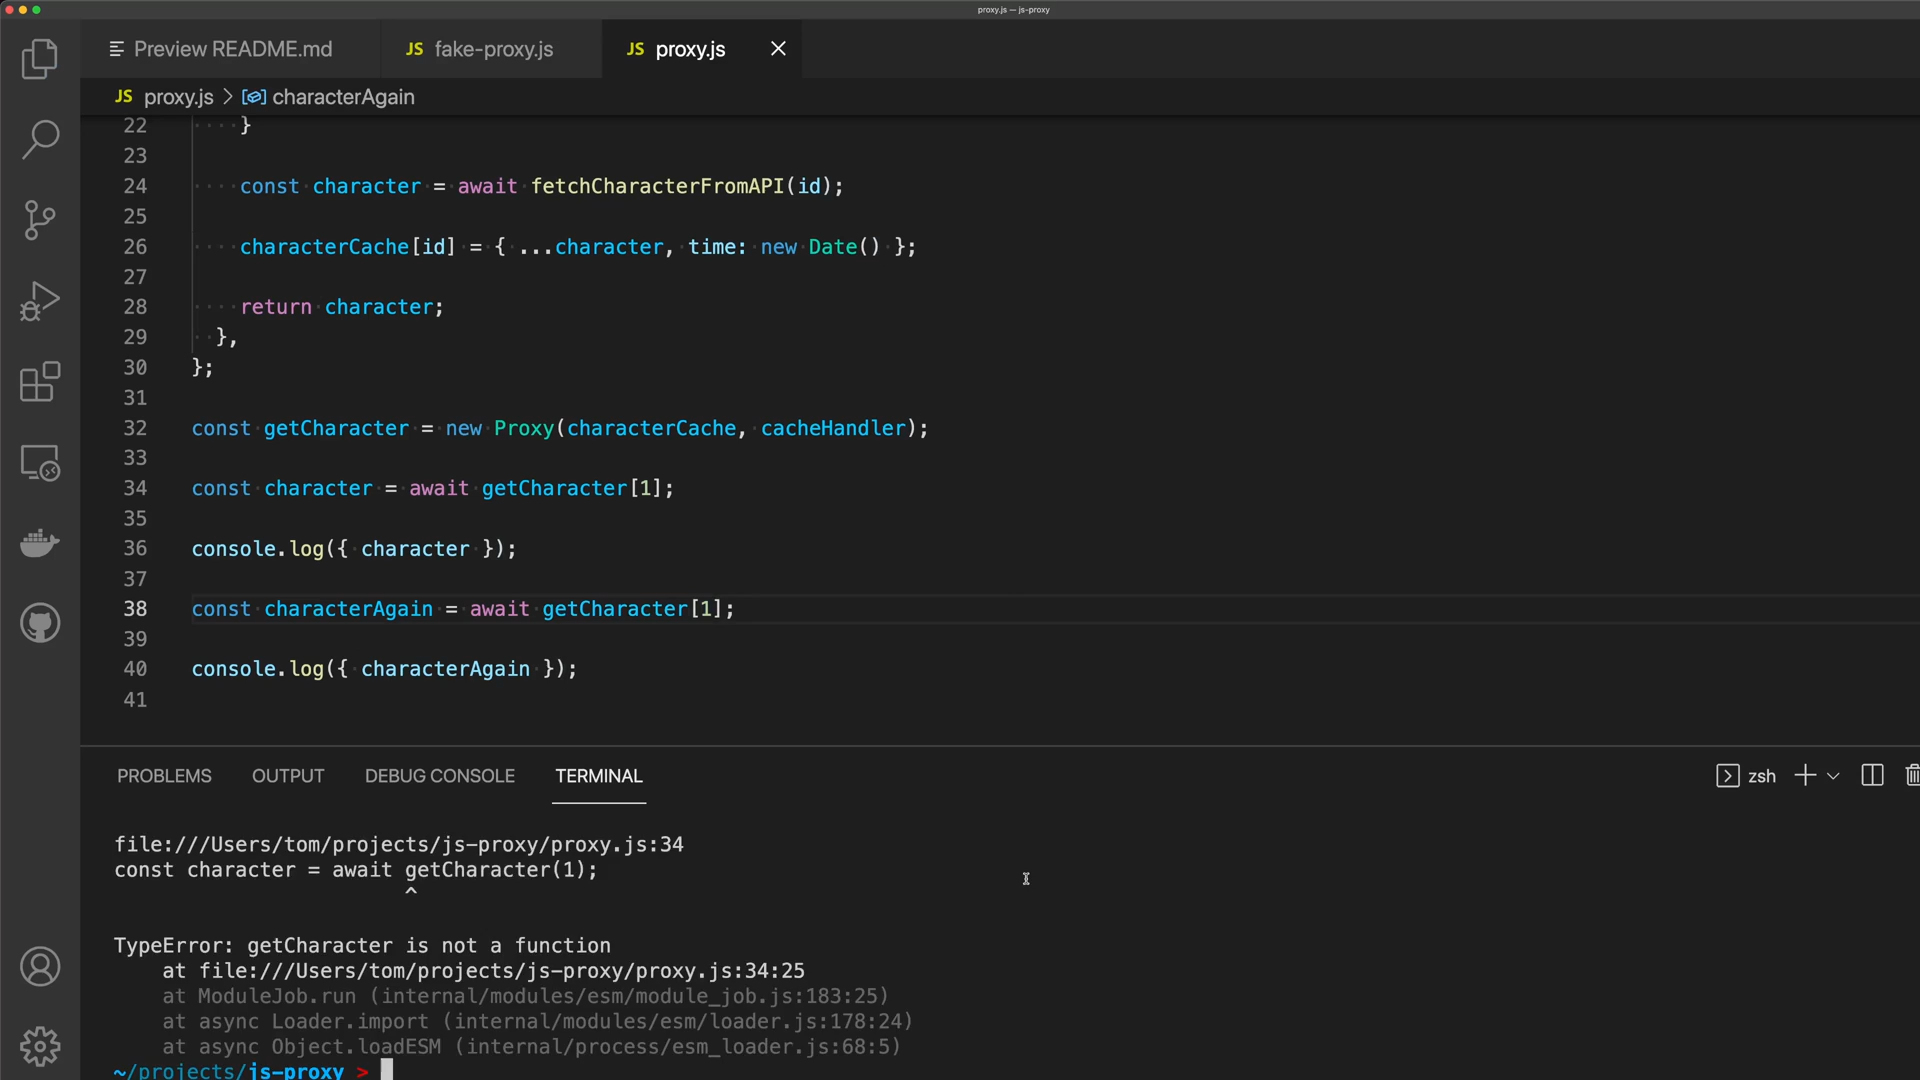 proxy.js — js-proxy
Preview README.md
JS fake-proxy.js
JS proxy.js
JS proxy.js > characterAgain
22 }
23
24 const character = await fetchCharacterFromAPI(id);
25
26 characterCache[id] = { ...character, time: new Date() };
27
28 return character;
29 },
30 };
31
32 const getCharacter = new Proxy(characterCache, cacheHandler);
33
34 const character = await getCharacter[1];
35
36 console.log({ character });
37
38 const characterAgain = await getCharacter[1];
39
40 console.log({ characterAgain });
41
PROBLEMS OUTPUT DEBUG CONSOLE TERMINAL
zsh
file:///Users/tom/projects/js-proxy/proxy.js:34
const character = await getCharacter(1);
^
TypeError: getCharacter is not a function
at file:///Users/tom/projects/js-proxy/proxy.js:34:25
at ModuleJob.run (internal/modules/esm/module_job.js:183:25)
at async Loader.import (internal/modules/esm/loader.js:178:24)
at async Object.loadESM (internal/process/esm_loader.js:68:5)
~/projects/js-proxy >